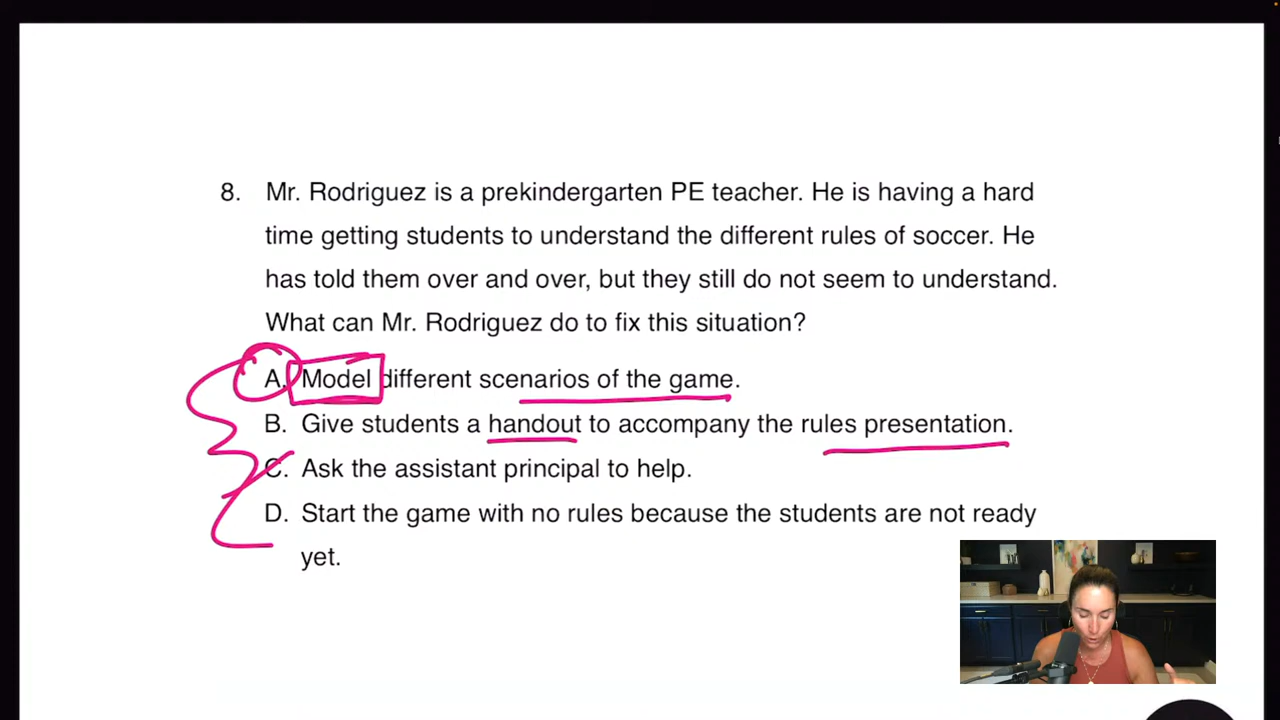 8. Mr. Rodriguez is a prekindergarten PE teacher. He is having a hard
time getting students to understand the different rules of soccer. He
has told them over and over, but they still do not seem to understand.
What can Mr. Rodriguez do to fix this situation?
A. Model different scenarios of the game.
B. Give students a handout to accompany the rules presentation.
C. Ask the assistant principal to help.
D. Start the game with no rules because the students are not ready
yet.